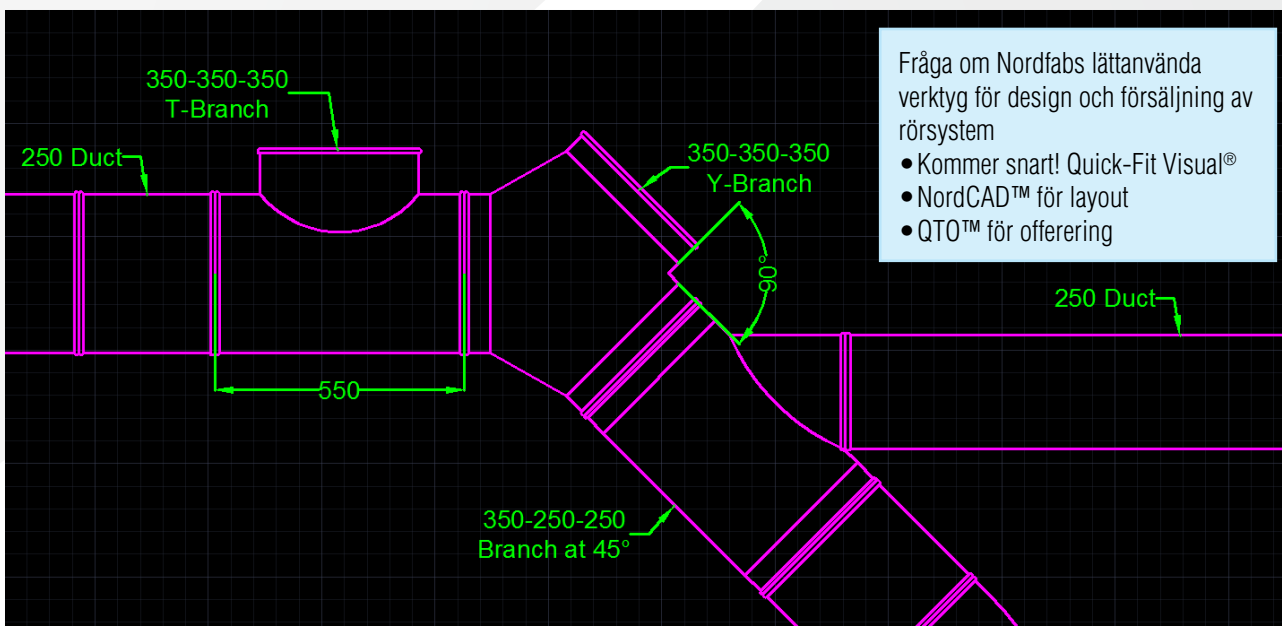 350-350-350
T-Branch
250 Duct
350-350-350
Y-Branch
90°
550
250 Duct
350-250-250
Branch at 45°
Fråga om Nordfabs lättanvända
verktyg för design och försäljning av
rörsystem
• Kommer snart! Quick-Fit Visual®
• NordCAD™ för layout
• QTO™ för offerering